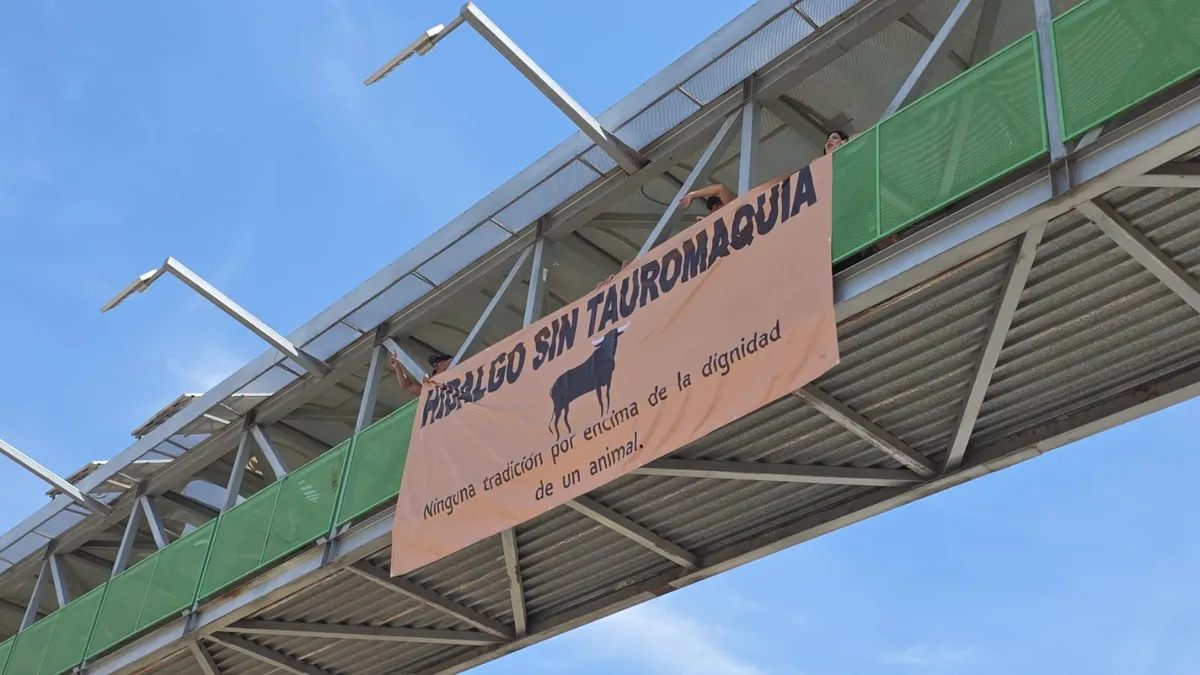 HIDALGO SIN TAUROMAQUIA
Ninguna tradición por encima de la dignidad
de un animal.